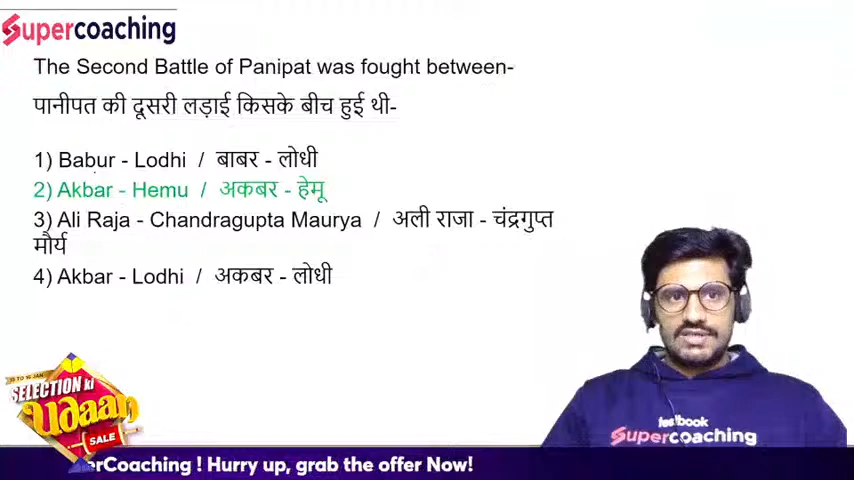 Supercoaching
The Second Battle of Panipat was fought between-
पानीपत की दूसरी लड़ाई किसके बीच हुई थी-
1) Babur - Lodhi / बाबर - लोधी
2) Akbar - Hemu / अकबर - हेमू
3) Ali Raja - Chandragupta Maurya / अली राजा - चंद्रगुप्त
मौर्य
4) Akbar - Lodhi / अकबर - लोधी
SELECTION ki
udaan
SALE
testbook
Supercoaching
erCoaching ! Hurry up, grab the offer Now!